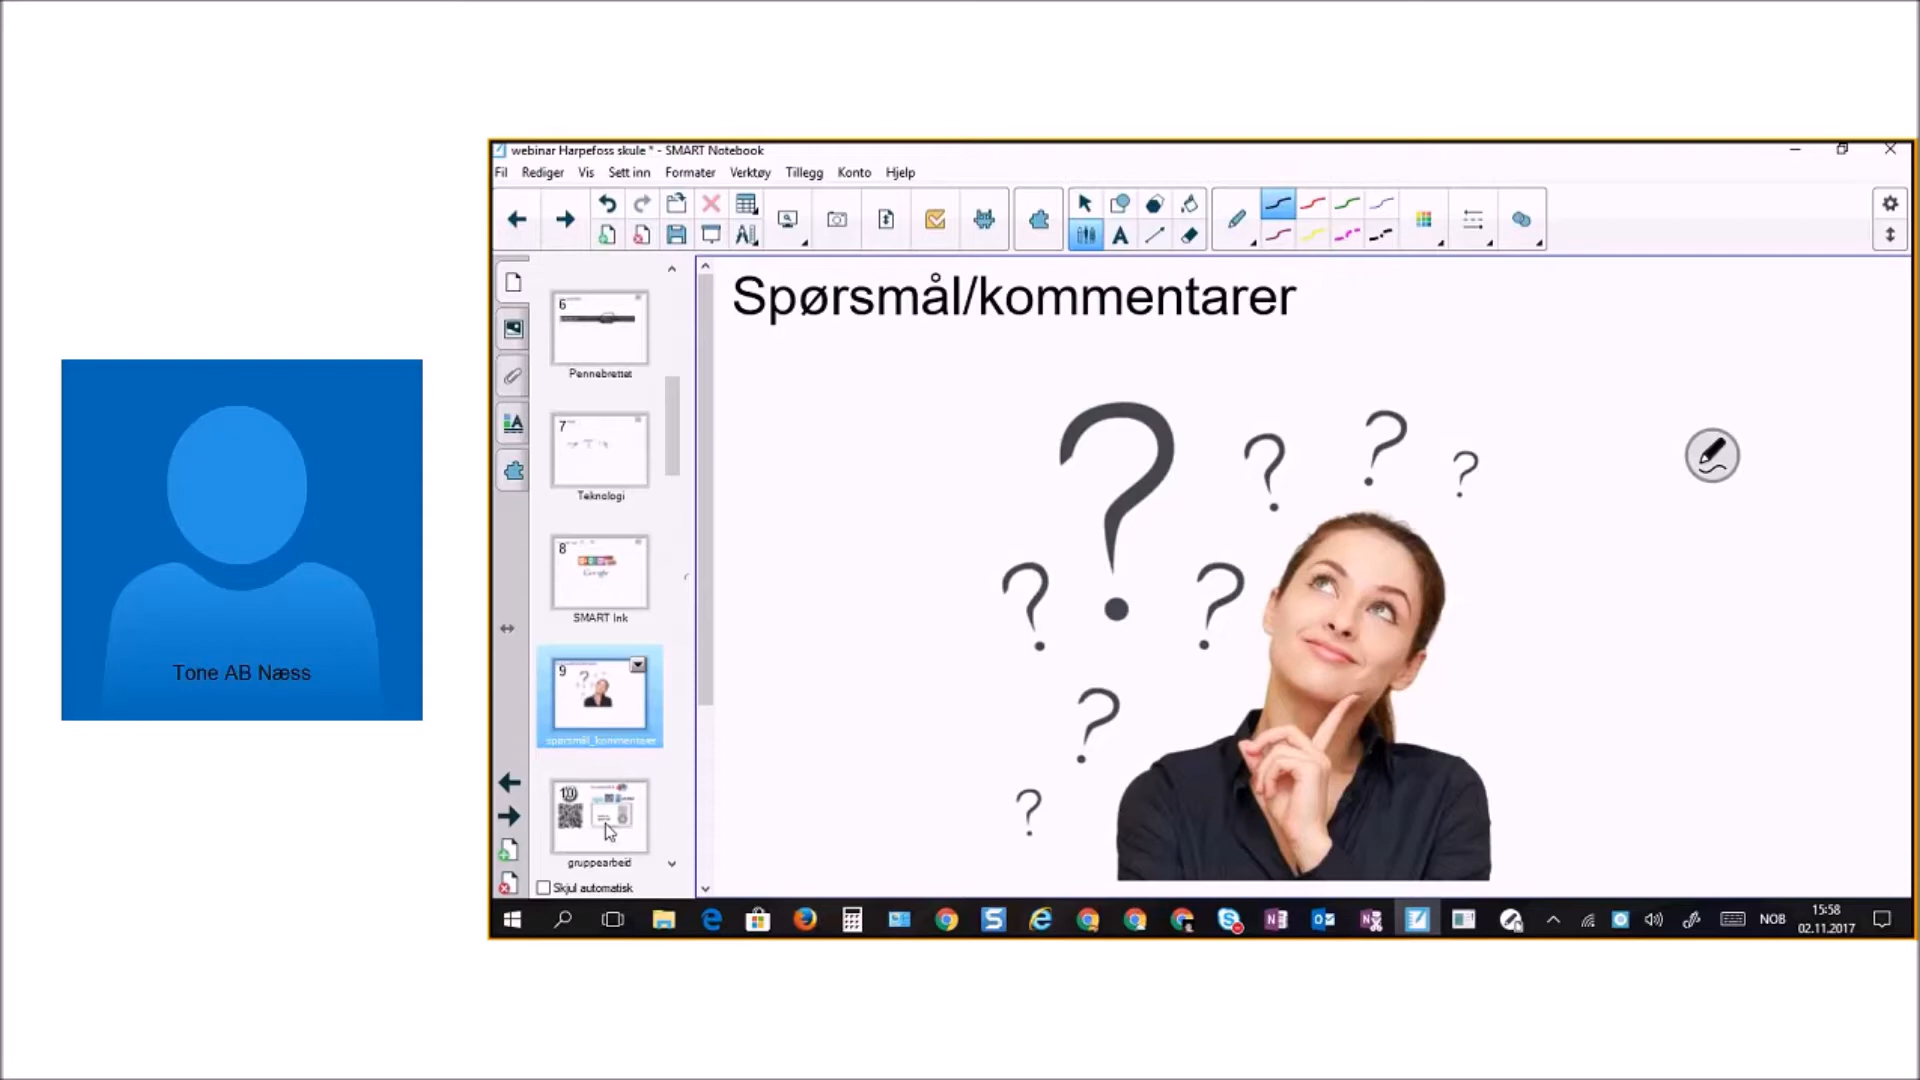 webinar Harpefoss skule * - SMART Notebook
Fil Rediger Vis Sett inn Formater Verktøy Tillegg Konto Hjelp
Spørsmål/kommentarer
6
Pennebrettet
7
Teknologi
8
Google
SMART Ink
9
spørsmål_kommentarer
10
gruppearbeid
Skjul automatisk
Tone AB Næss
NOB
15:58
02.11.2017